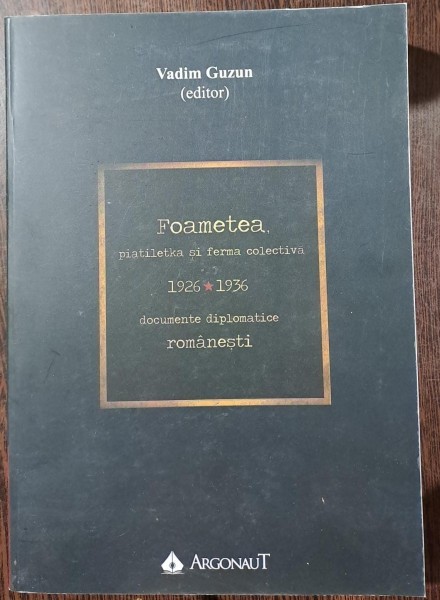 Vadim Guzun
(editor)
Foametea,
piatiletka și ferma colectivă
1926 ★ 1936
documente diplomatice
românești
ARGONAUT